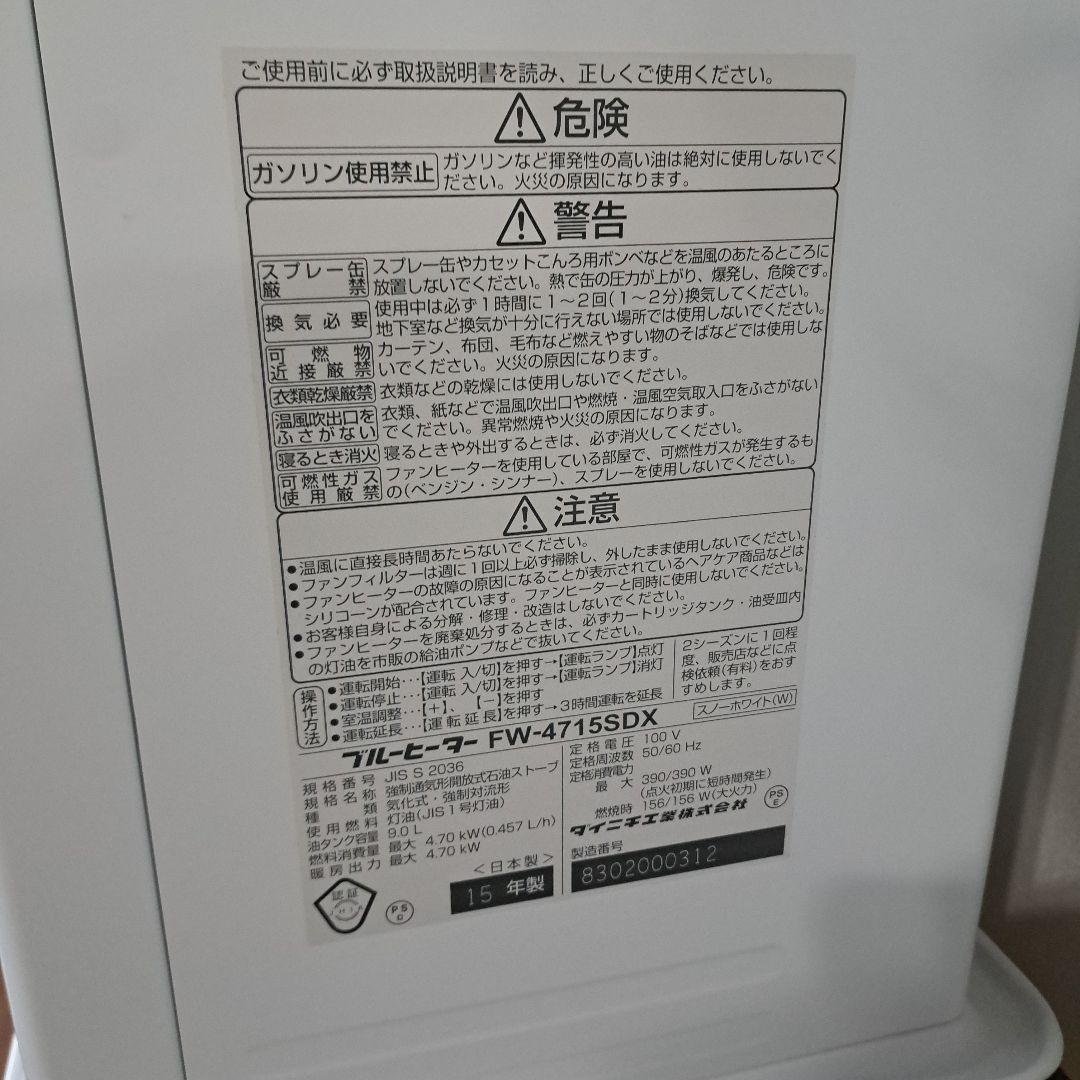 ご使用前に必ず取扱説明書を読み、正しくご使用ください。
危険
ガソリン使用禁止
ガソリンなど揮発性の高い油は絶対に使用しないでく
ださい。火災の原因になります。
警告
スプレー缶
厳禁
スプレー缶やカセットこんろ用ボンベなどを温風のあたるところに
放置しないでください。熱で缶の圧力が上がり、爆発し、危険です。
換気必要
使用中は必ず1時間に1～2回(1～2分)換気してください。
地下室など換気が十分に行えない場所では使用しないでください。
可燃物
近接厳禁
カーテン、布団、毛布など燃えやすい物のそばなどでは使用しな
いでください。火災の原因になります。
衣類乾燥厳禁
衣類などの乾燥には使用しないでください。
温風吹出口を
ふさがない
衣類、紙などで温風吹出口や燃焼・温風空気取入口をふさがない
でください。異常燃焼や火災の原因になります。
寝るとき消火
寝るときや外出するときは、必ず消火してください。
可燃性ガス
使用厳禁
ファンヒーターを使用している部屋で、可燃性ガスが発生するも
の(ベンジン・シンナー)、スプレーを使用しないでください。
注意
●温風に直接長時間あたらないでください。
●ファンフィルターは週に1回以上必ず掃除し、外したまま使用しないでください。
●ファンヒーターの故障の原因になることが表示されているヘアケア商品などは
シリコーンが配合されています。ファンヒーターと同時に使用しないでください。
●お客様自身による分解・修理・改造はしないでください。
●ファンヒーターを廃棄処分するときは、必ずカートリッジタンク・油受皿内
の灯油を市販の給油ポンプなどで抜いてください。
操作方法
●運転開始…【運転 入/切】を押す→【運転ランプ】点灯
●運転停止…【運転 入/切】を押す→【運転ランプ】消灯
●室温調整…【+】、【-】を押す
●運転延長…【運転延長】を押す→3時間運転を延長
2シーズンに1回程
度、販売店などに点
検依頼(有料)をおす
すめします。
ブルーヒーター FW-4715SDX
スノーホワイト(W)
規格番号 JIS S 2036
規格名称 強制通気形開放式石油ストーブ
種類 気化式・強制対流形
使用燃料 灯油(JIS1号灯油)
油タンク容量 9.0 L
燃料消費量 最大 4.70 kW(0.457 L/h)
暖房出力 最大 4.70 kW
定格電圧 100 V
定格周波数 50/60 Hz
定格消費電力
最大 390/390 W
(点火初期に短時間発生)
燃焼時 156/156 W(大火力)
ダイニチ工業株式会社
PS
E
認証
JHIA
PS
C
<日本製>
15 年製
製造番号
8302000312